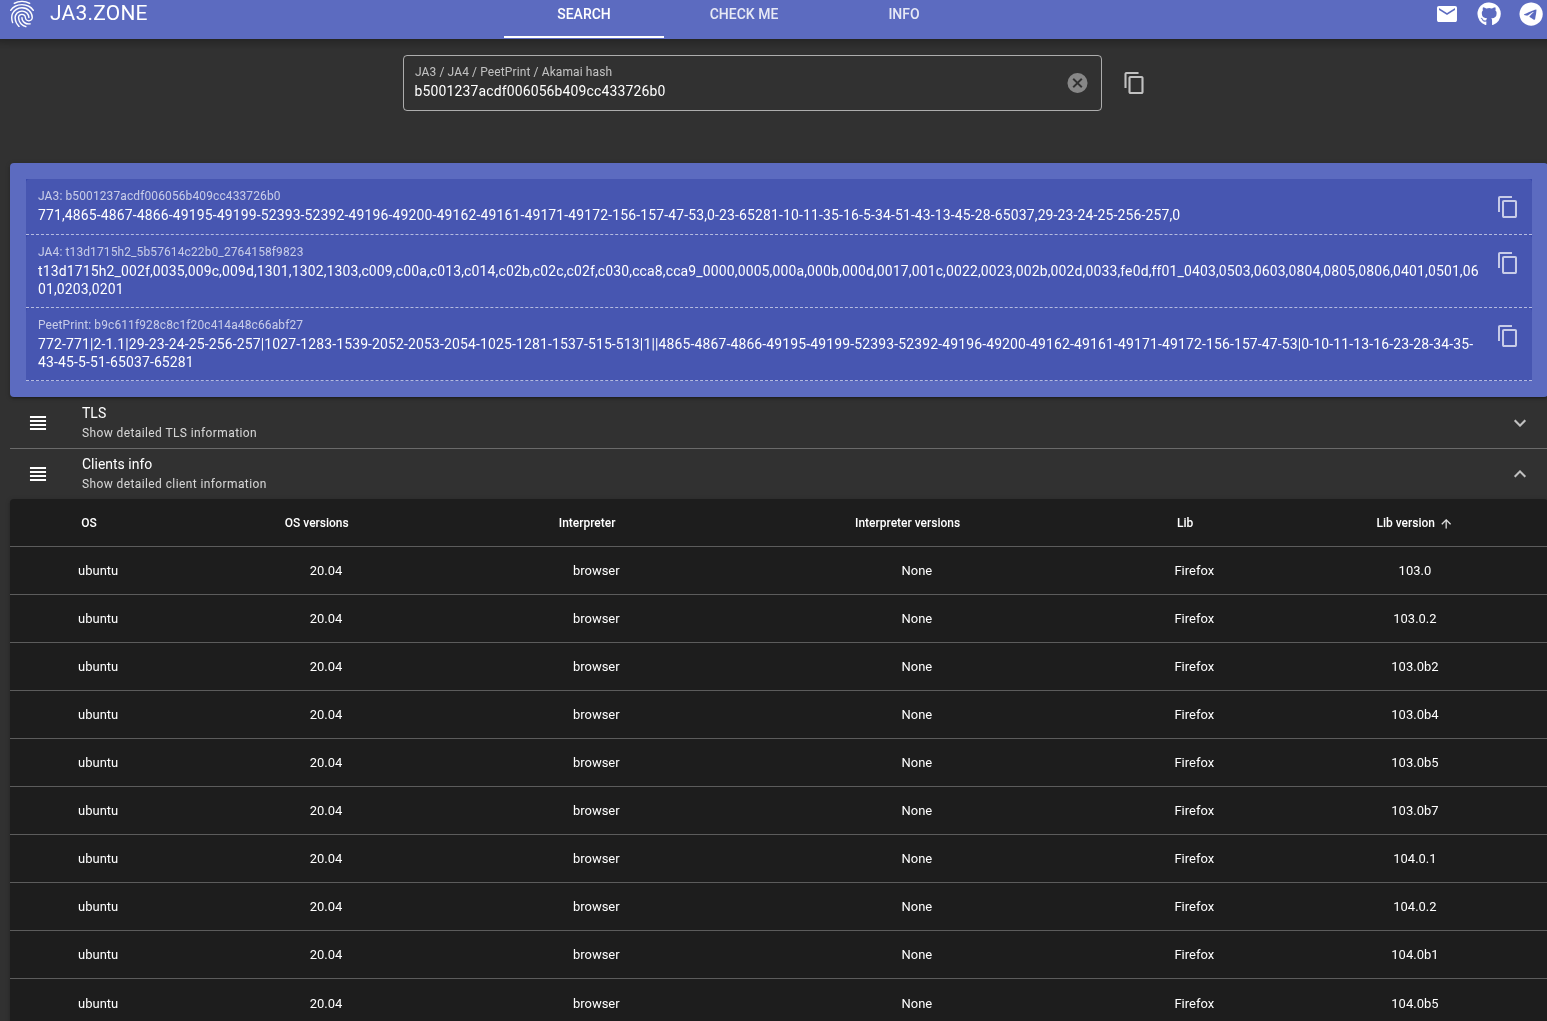 JA3.ZONE
SEARCH
CHECK ME
INFO
JA3 / JA4 / PeetPrint / Akamai hash
b5001237acdf006056b409cc433726b0
JA3: b5001237acdf006056b409cc433726b0
771,4865-4867-4866-49195-49199-52393-52392-49196-49200-49162-49161-49171-49172-156-157-47-53,0-23-65281-10-11-35-16-5-34-51-43-13-45-28-65037,29-23-24-25-256-257,0
JA4: t13d1715h2_5b57614c22b0_2764158f9823
t13d1715h2_002f,0035,009c,009d,1301,1302,1303,c009,c00a,c013,c014,c02b,c02c,c02f,c030,cca8,cca9_0000,0005,000a,000b,000d,0017,001c,0022,0023,002b,002d,0033,fe0d,ff01_0403,0503,0603,0804,0805,0806,0401,0501,06
01,0203,0201
PeetPrint: b9c611f928c8c1f20c414a48c66abf27
772-771|2-1.1|29-23-24-25-256-257|1027-1283-1539-2052-2053-2054-1025-1281-1537-515-513|1||4865-4867-4866-49195-49199-52393-52392-49196-49200-49162-49161-49171-49172-156-157-47-53|0-10-11-13-16-23-28-34-35-
43-45-5-51-65037-65281
TLS
Show detailed TLS information
Clients info
Show detailed client information
OS OS versions Interpreter Interpreter versions Lib Lib version
ubuntu 20.04 browser None Firefox 103.0
ubuntu 20.04 browser None Firefox 103.0.2
ubuntu 20.04 browser None Firefox 103.0b2
ubuntu 20.04 browser None Firefox 103.0b4
ubuntu 20.04 browser None Firefox 103.0b5
ubuntu 20.04 browser None Firefox 103.0b7
ubuntu 20.04 browser None Firefox 104.0.1
ubuntu 20.04 browser None Firefox 104.0.2
ubuntu 20.04 browser None Firefox 104.0b1
ubuntu 20.04 browser None Firefox 104.0b5